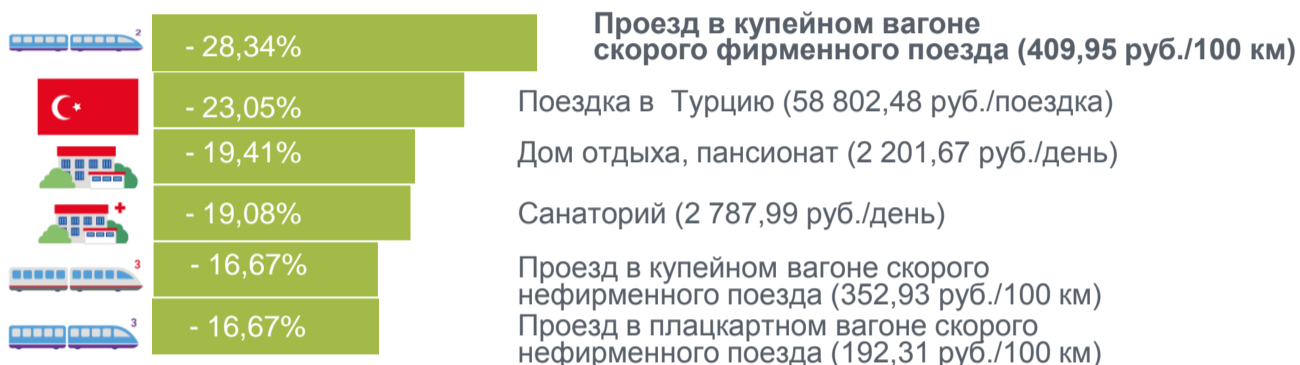 2
- 28,34%
Проезд в купейном вагоне
скорого фирменного поезда (409,95 руб./100 км)
- 23,05%
Поездка в Турцию (58 802,48 руб./поездка)
- 19,41%
Дом отдыха, пансионат (2 201,67 руб./день)
- 19,08%
Санаторий (2 787,99 руб./день)
3
- 16,67%
Проезд в купейном вагоне скорого
нефирменного поезда (352,93 руб./100 км)
3
- 16,67%
Проезд в плацкартном вагоне скорого
нефирменного поезда (192,31 руб./100 км)